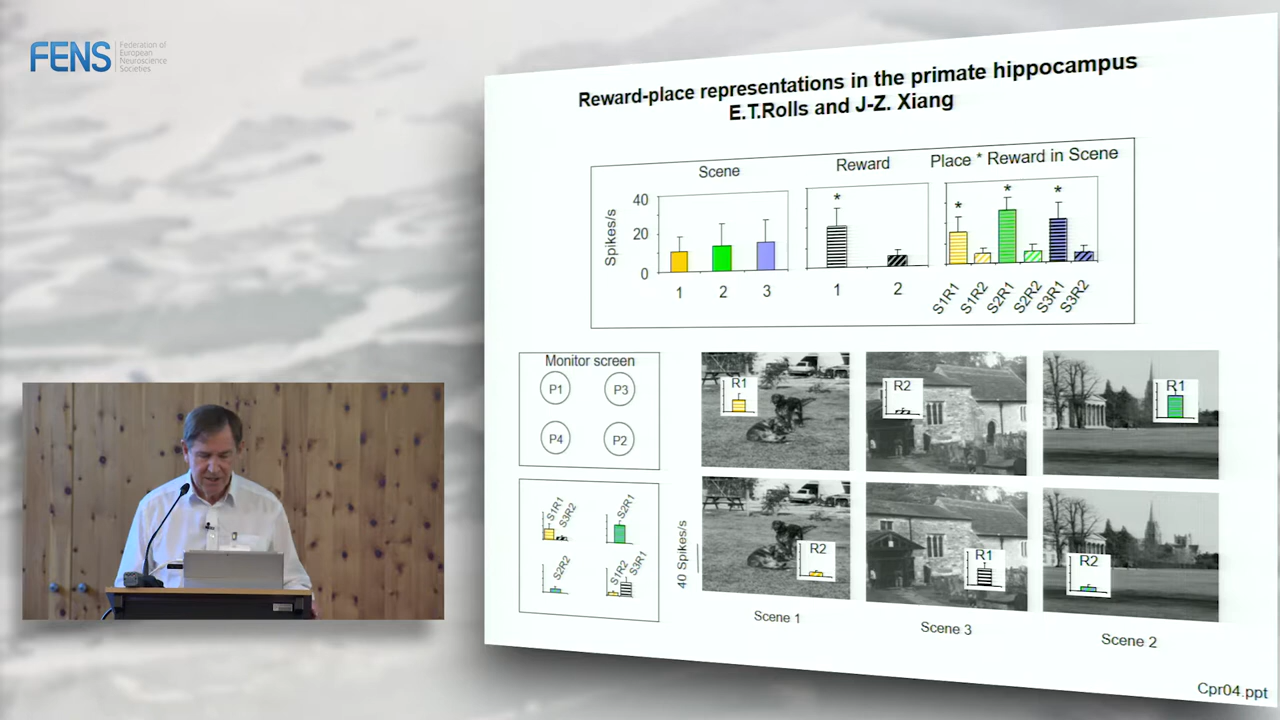 FENS
Federation of
European
Neuroscience
Societies
Reward-place representations in the primate hippocampus
E.T.Rolls and J-Z. Xiang
Scene
Reward
Place * Reward in Scene
Spikes/s
40
20
0
*
*
*
*
1
2
3
1
2
S1R1
S1R2
S2R1
S2R2
S3R1
S3R2
Monitor screen
P1
P3
P4
P2
R1
R2
R1
S1R1
S3R2
S2R1
S2R2
S1R2
S3R1
40 Spikes/s
R2
R1
R2
Scene 1
Scene 3
Scene 2
Cpr04.ppt